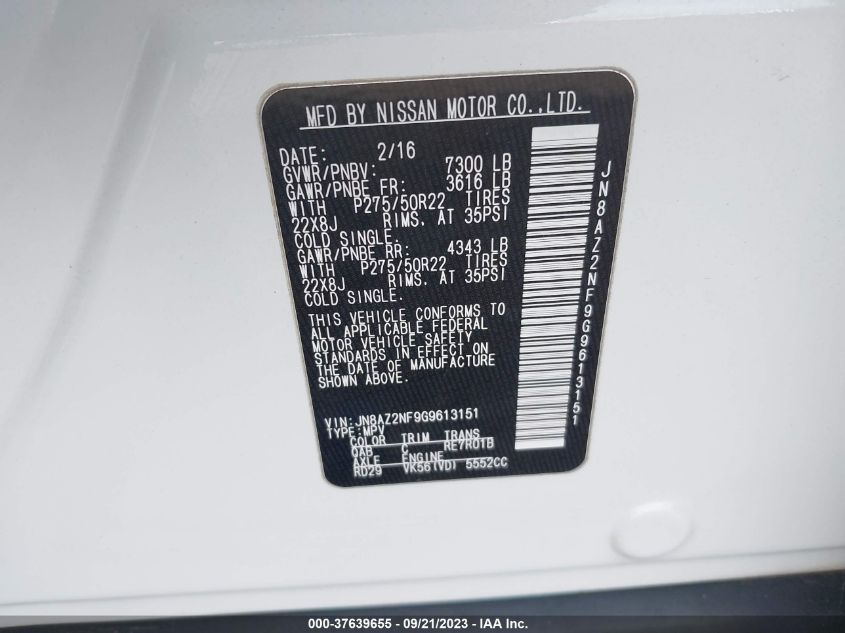 MFD BY NISSAN MOTOR CO.,LTD.
DATE: 2/16
GVWR/PNBV: 7300 LB
GAWR/PNBE FR: 3616 LB
WITH P275/50R22 TIRES
22X8J RIMS. AT 35PSI
COLD SINGLE.
GAWR/PNBE RR: 4343 LB
WITH P275/50R22 TIRES
22X8J RIMS. AT 35PSI
COLD SINGLE.
THIS VEHICLE CONFORMS TO
ALL APPLICABLE FEDERAL
MOTOR VEHICLE SAFETY
STANDARDS IN EFFECT ON
THE DATE OF MANUFACTURE
SHOWN ABOVE.
VIN:JN8AZ2NF9G9613151
TYPE:MPV
COLOR TRIM TRANS
QAB C RE7R01B
AXLE ENGINE
RD29 VK56(VD) 5552CC
JN8AZ2NF9G9613151
000-37639655 - 09/21/2023 - IAA Inc.